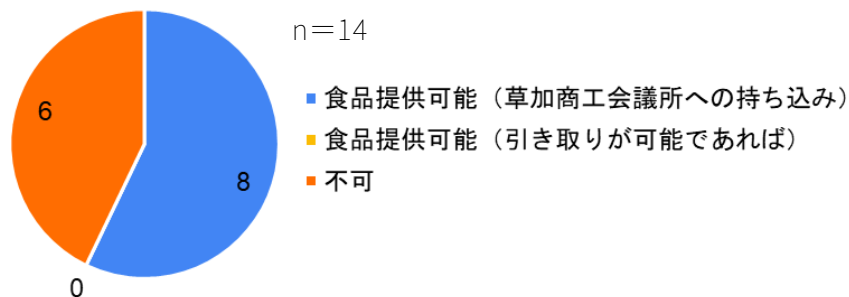 n＝14
食品提供可能（草加商工会議所への持ち込み）
食品提供可能（引き取りが可能であれば）
不可
6
8
0